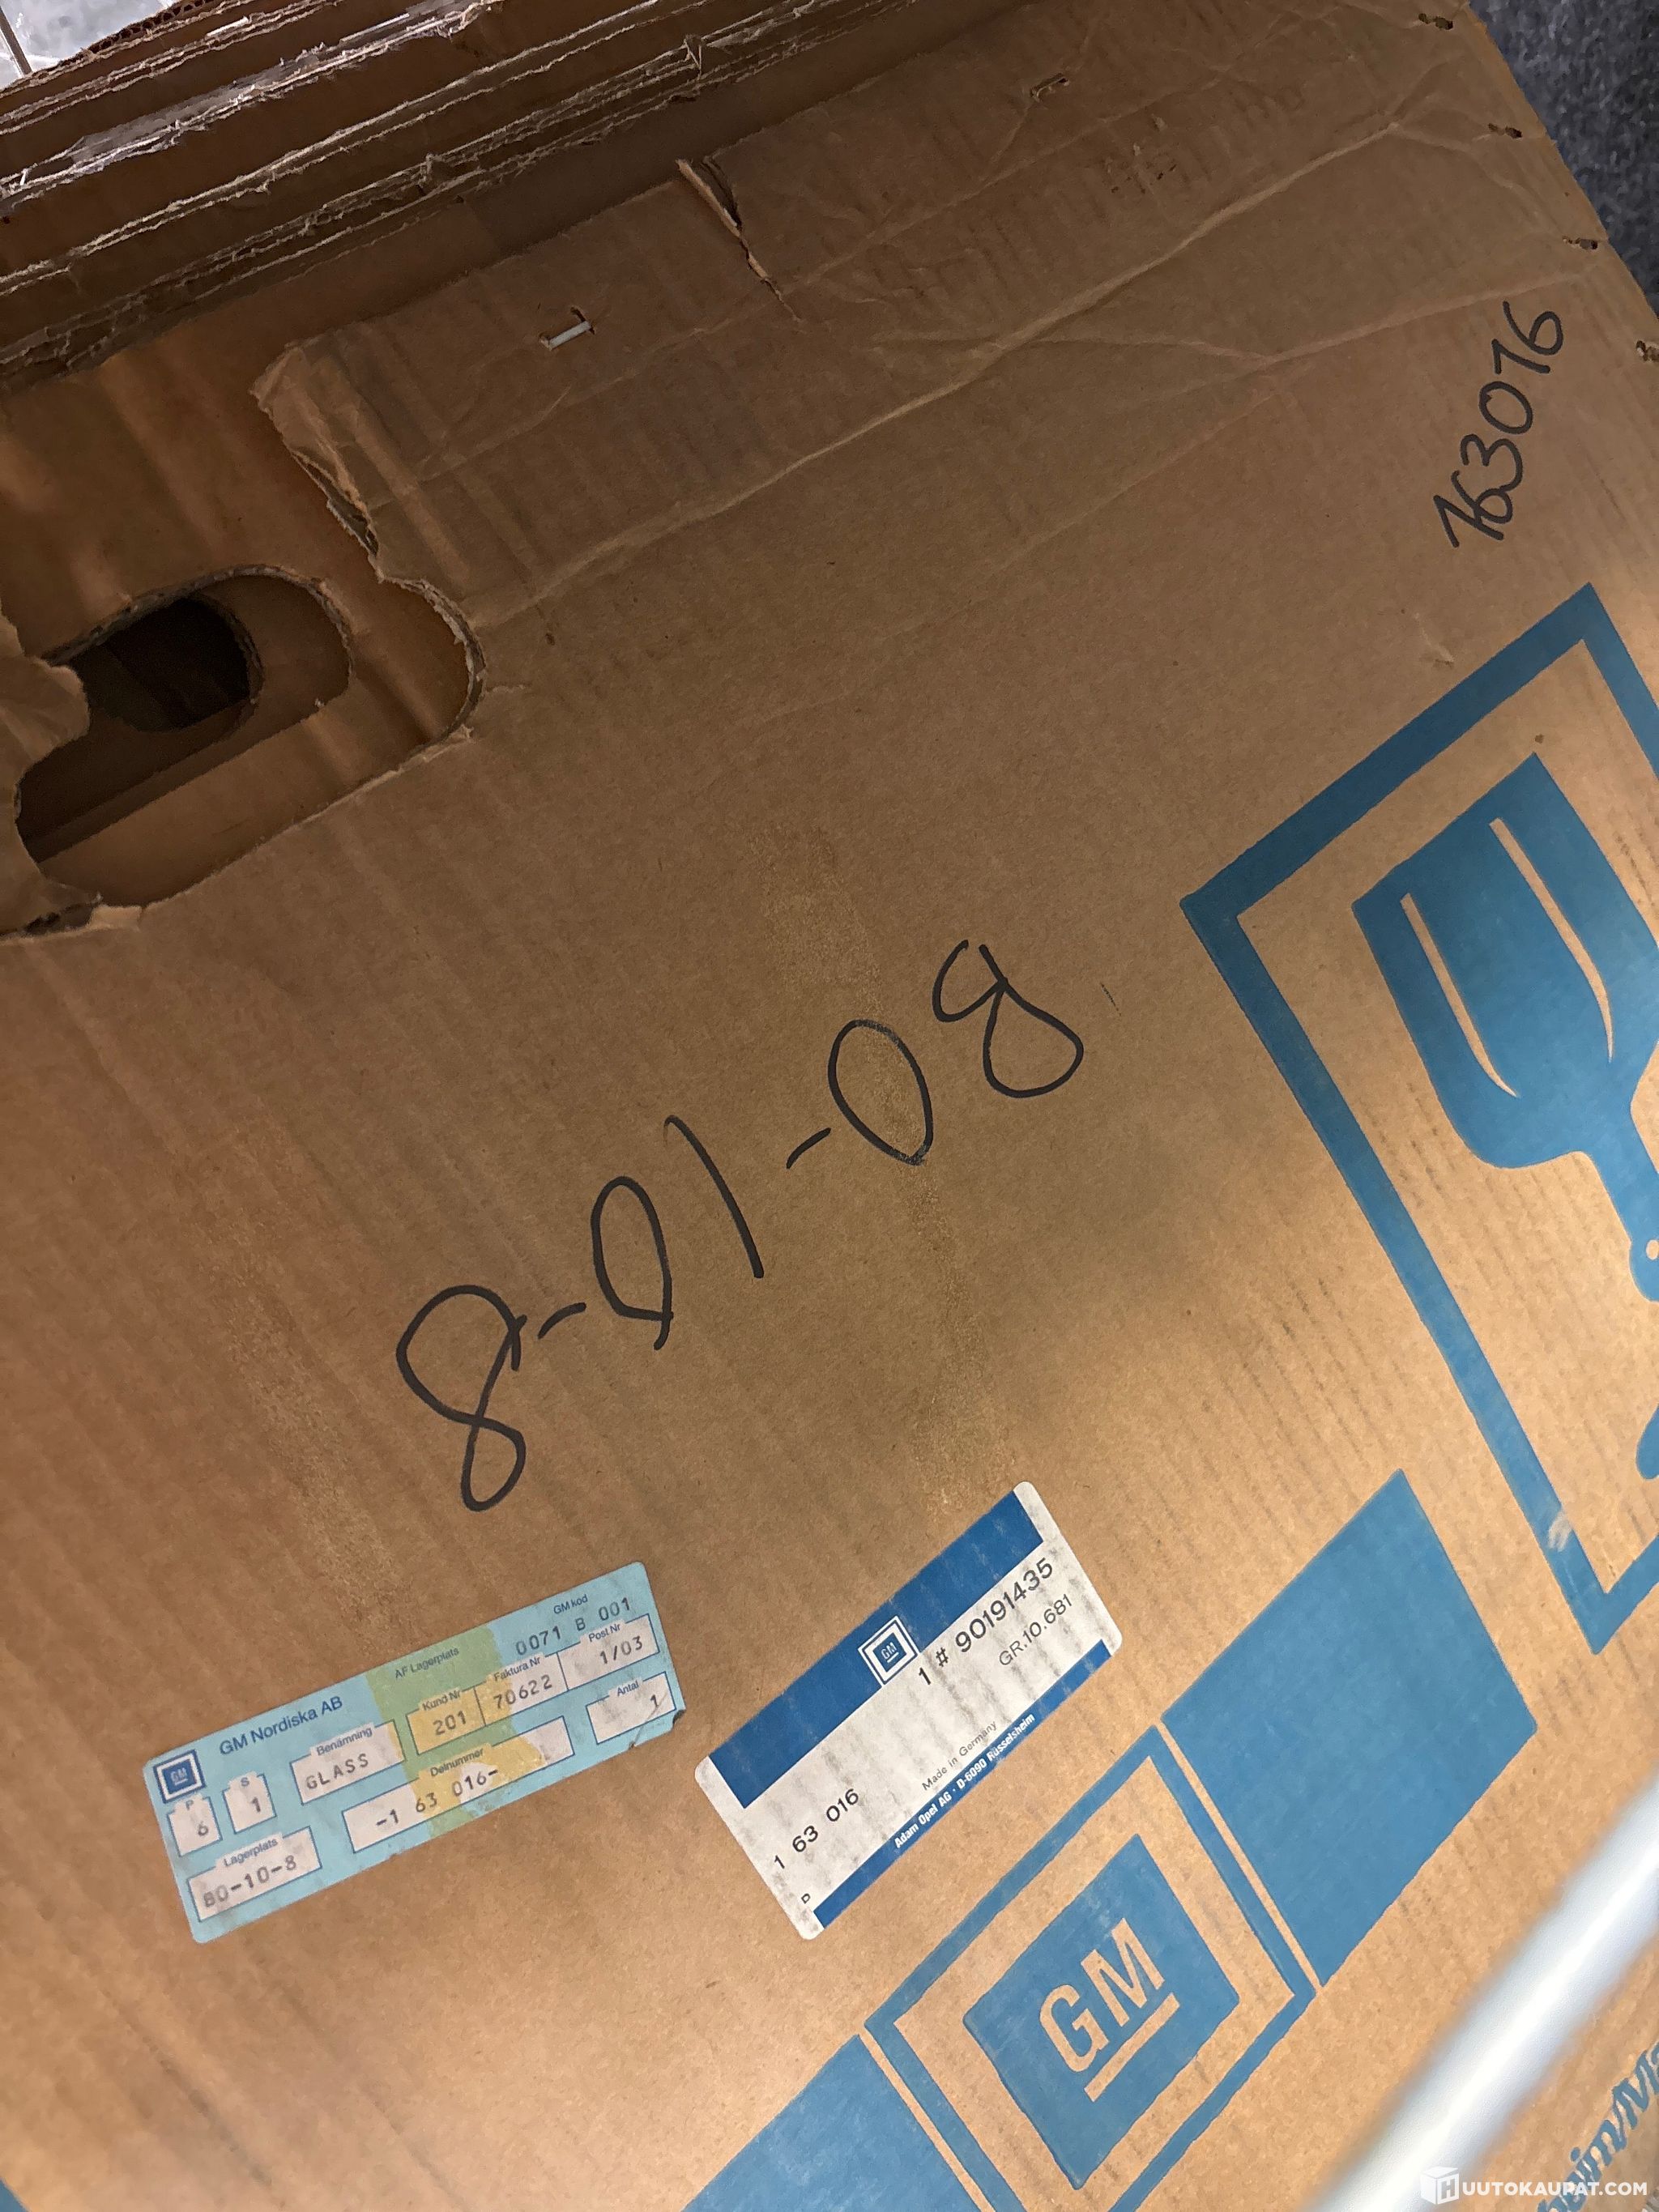 163016
8-01-08
GM Nordiska AB
AF Lagerplats
GM kod
0071 B 001
GM
P
6
S
1
Benämning
GLASS
Kund Nr
201
Faktura Nr
70622
Post Nr
1/03
Lagerplats
80-10-8
Delnummer
-1 63 016-
Antal
1
GM
1 # 90191435
GR.10.681
1 63 016
Made in Germany
P
Adam Opel AG · D-6090 Rüsselsheim
GM
HUUTOKAUPAT.COM